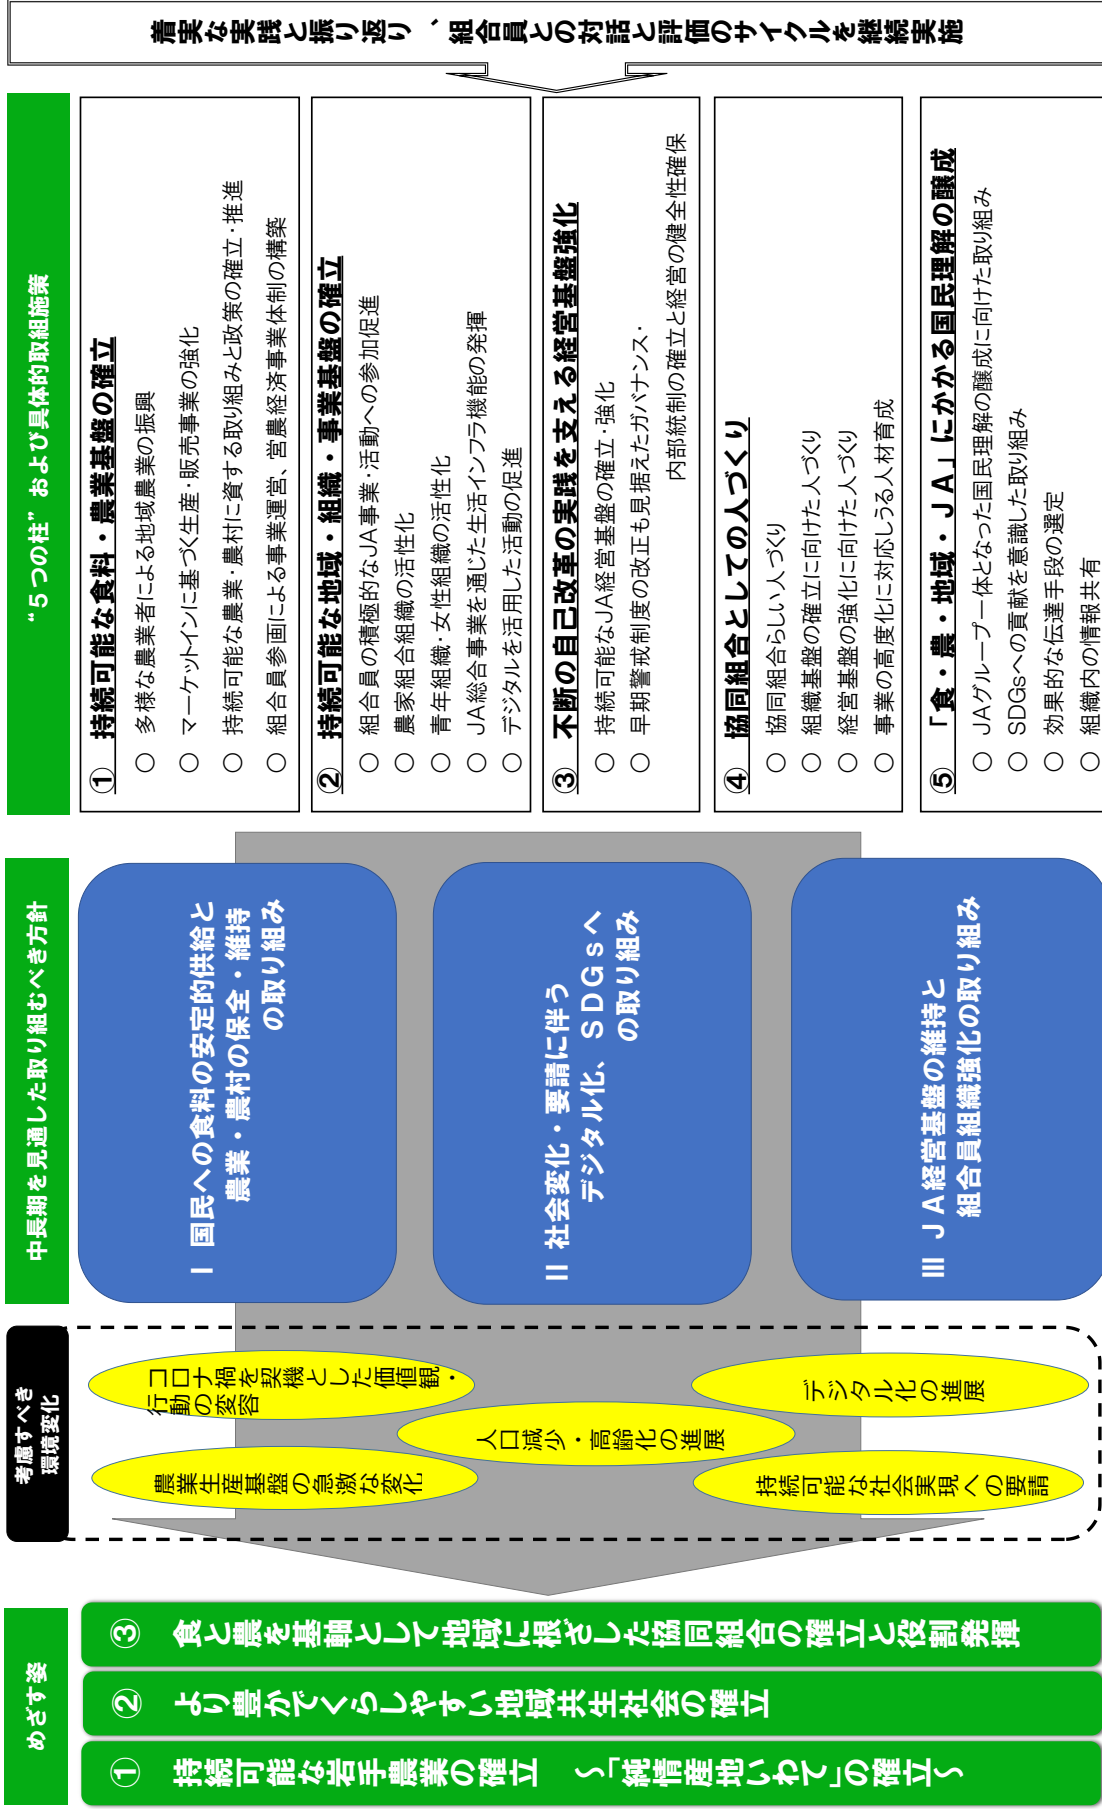 めざす姿
① 持続可能な岩手農業の確立 ～「純情産地いわて」の確立～
② より豊かでくらしやすい地域共生社会の確立
③ 食と農を基軸として地域に根ざした協同組合の確立と役割発揮
考慮すべき
環境変化
農業生産基盤の急激な変化
コロナ禍を契機とした価値観・
行動の変容
人口減少・高齢化の進展
持続可能な社会実現への要請
デジタル化の進展
中長期を見通した取り組むべき方針
Ⅰ 国民への食料の安定的供給と
農業・農村の保全・維持
の取り組み
Ⅱ 社会変化・要請に伴う
デジタル化、ＳＤＧｓへ
の取り組み
Ⅲ ＪＡ経営基盤の維持と
組合員組織強化の取り組み
“５つの柱” および具体的取組施策
① 持続可能な食料・農業基盤の確立
○ 多様な農業者による地域農業の振興
○ マーケットインに基づく生産・販売事業の強化
○ 持続可能な農業・農村に資する取り組みと政策の確立・推進
○ 組合員参画による事業運営、営農経済事業体制の構築
② 持続可能な地域・組織・事業基盤の確立
○ 組合員の積極的なJA事業・活動への参加促進
○ 農家組合組織の活性化
○ 青年組織・女性組織の活性化
○ JA総合事業を通じた生活インフラ機能の発揮
○ デジタルを活用した活動の促進
③ 不断の自己改革の実践を支える経営基盤強化
○ 持続可能なJA経営基盤の確立・強化
○ 早期警戒制度の改正も見据えたガバナンス・
内部統制の確立と経営の健全性確保
④ 協同組合としての人づくり
○ 協同組合らしい人づくり
○ 組織基盤の確立に向けた人づくり
○ 経営基盤の強化に向けた人づくり
○ 事業の高度化に対応しうる人材育成
⑤ 「食・農・地域・ＪＡ」にかかる国民理解の醸成
○ JAグループ一体となった国民理解の醸成に向けた取り組み
○ SDGsへの貢献を意識した取り組み
○ 効果的な伝達手段の選定
○ 組織内の情報共有
着実な実践と振り返り、組合員との対話と評価のサイクルを継続実施